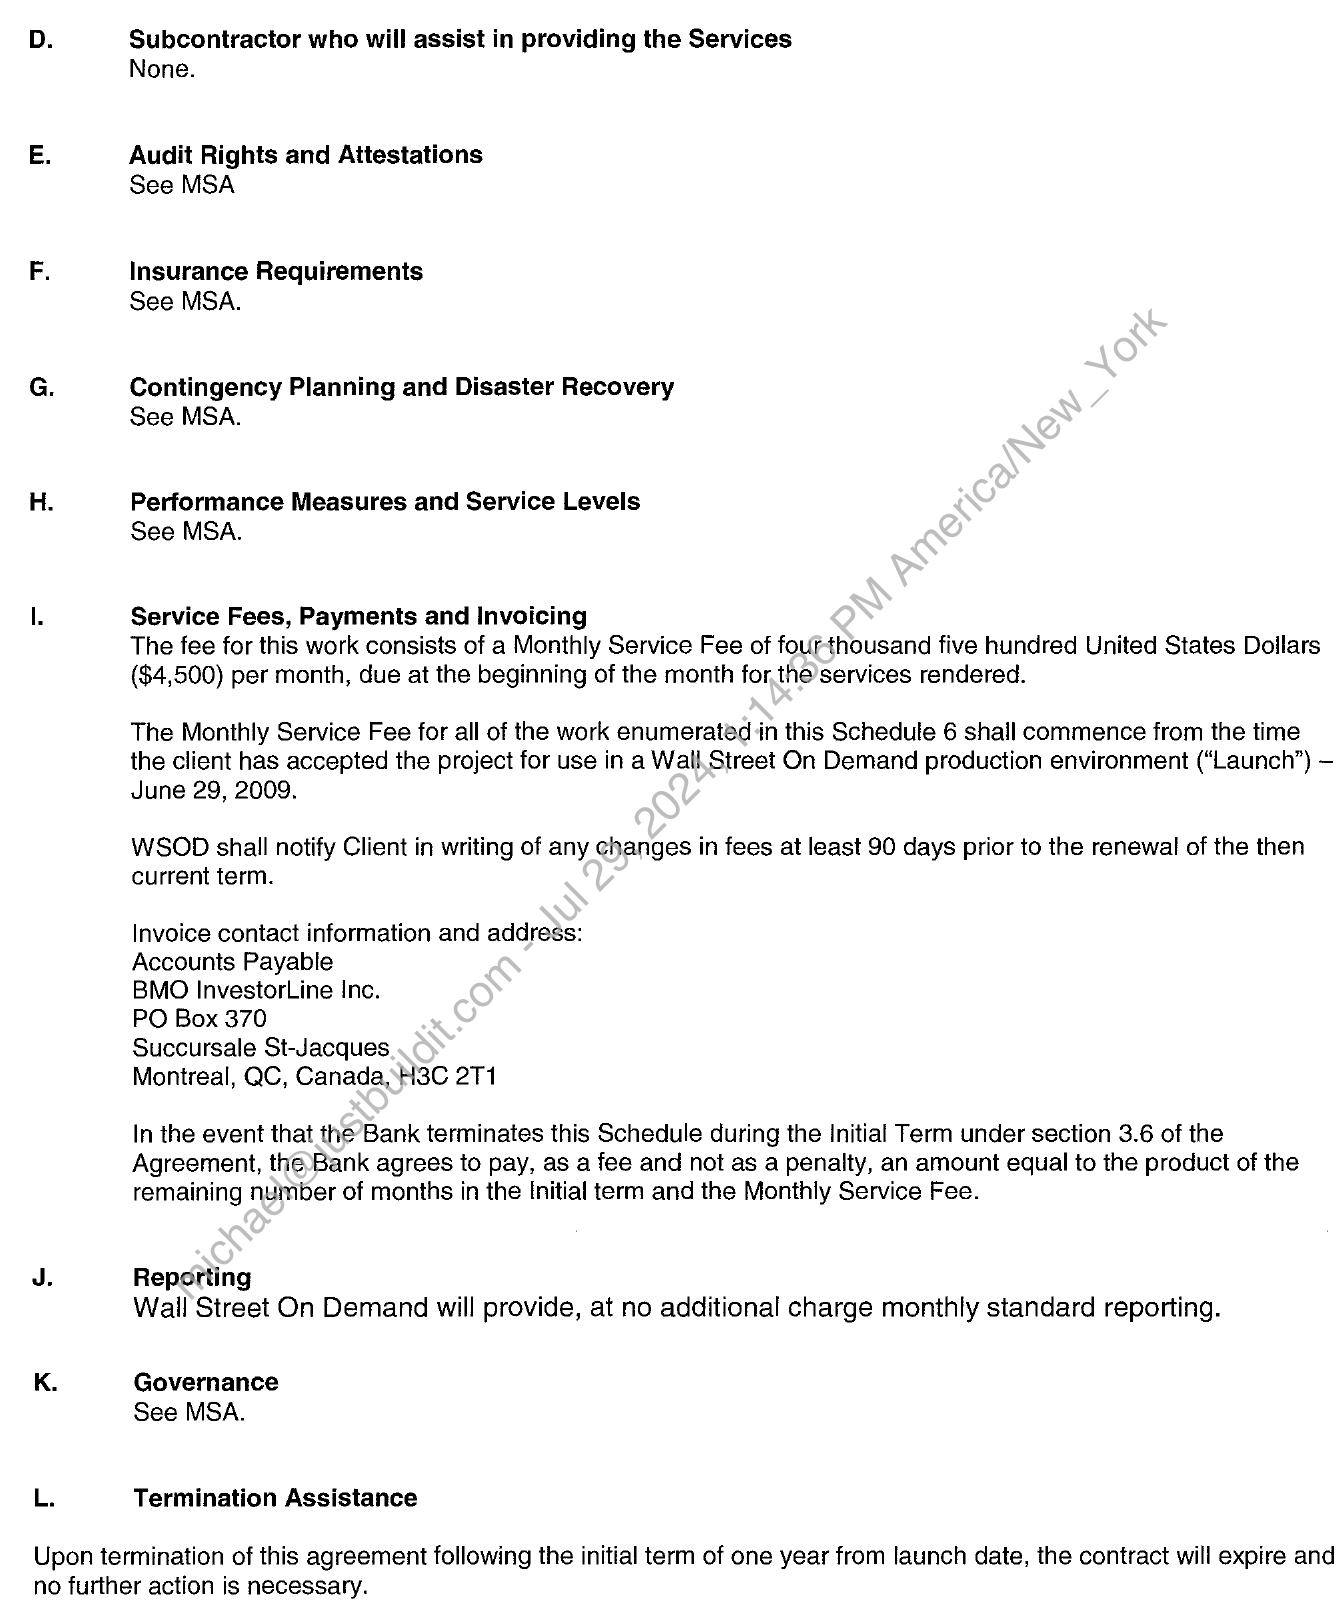 D. Subcontractor who will assist in providing the Services
None.
E. Audit Rights and Attestations
See MSA
F. Insurance Requirements
See MSA.
G. Contingency Planning and Disaster Recovery
See MSA.
H. Performance Measures and Service Levels
See MSA.
I. Service Fees, Payments and Invoicing
The fee for this work consists of a Monthly Service Fee of four thousand five hundred United States Dollars
($4,500) per month, due at the beginning of the month for the services rendered.
The Monthly Service Fee for all of the work enumerated in this Schedule 6 shall commence from the time
the client has accepted the project for use in a Wall Street On Demand production environment (“Launch”) –
June 29, 2009.
WSOD shall notify Client in writing of any changes in fees at least 90 days prior to the renewal of the then
current term.
Invoice contact information and address:
Accounts Payable
BMO InvestorLine Inc.
PO Box 370
Succursale St-Jacques
Montreal, QC, Canada, H3C 2T1
In the event that the Bank terminates this Schedule during the Initial Term under section 3.6 of the
Agreement, the Bank agrees to pay, as a fee and not as a penalty, an amount equal to the product of the
remaining number of months in the Initial term and the Monthly Service Fee.
J. Reporting
Wall Street On Demand will provide, at no additional charge monthly standard reporting.
K. Governance
See MSA.
L. Termination Assistance
Upon termination of this agreement following the initial term of one year from launch date, the contract will expire and
no further action is necessary.
michael@justbuildit.com - Jul 29, 2024, 1:14:36 PM America/New_York